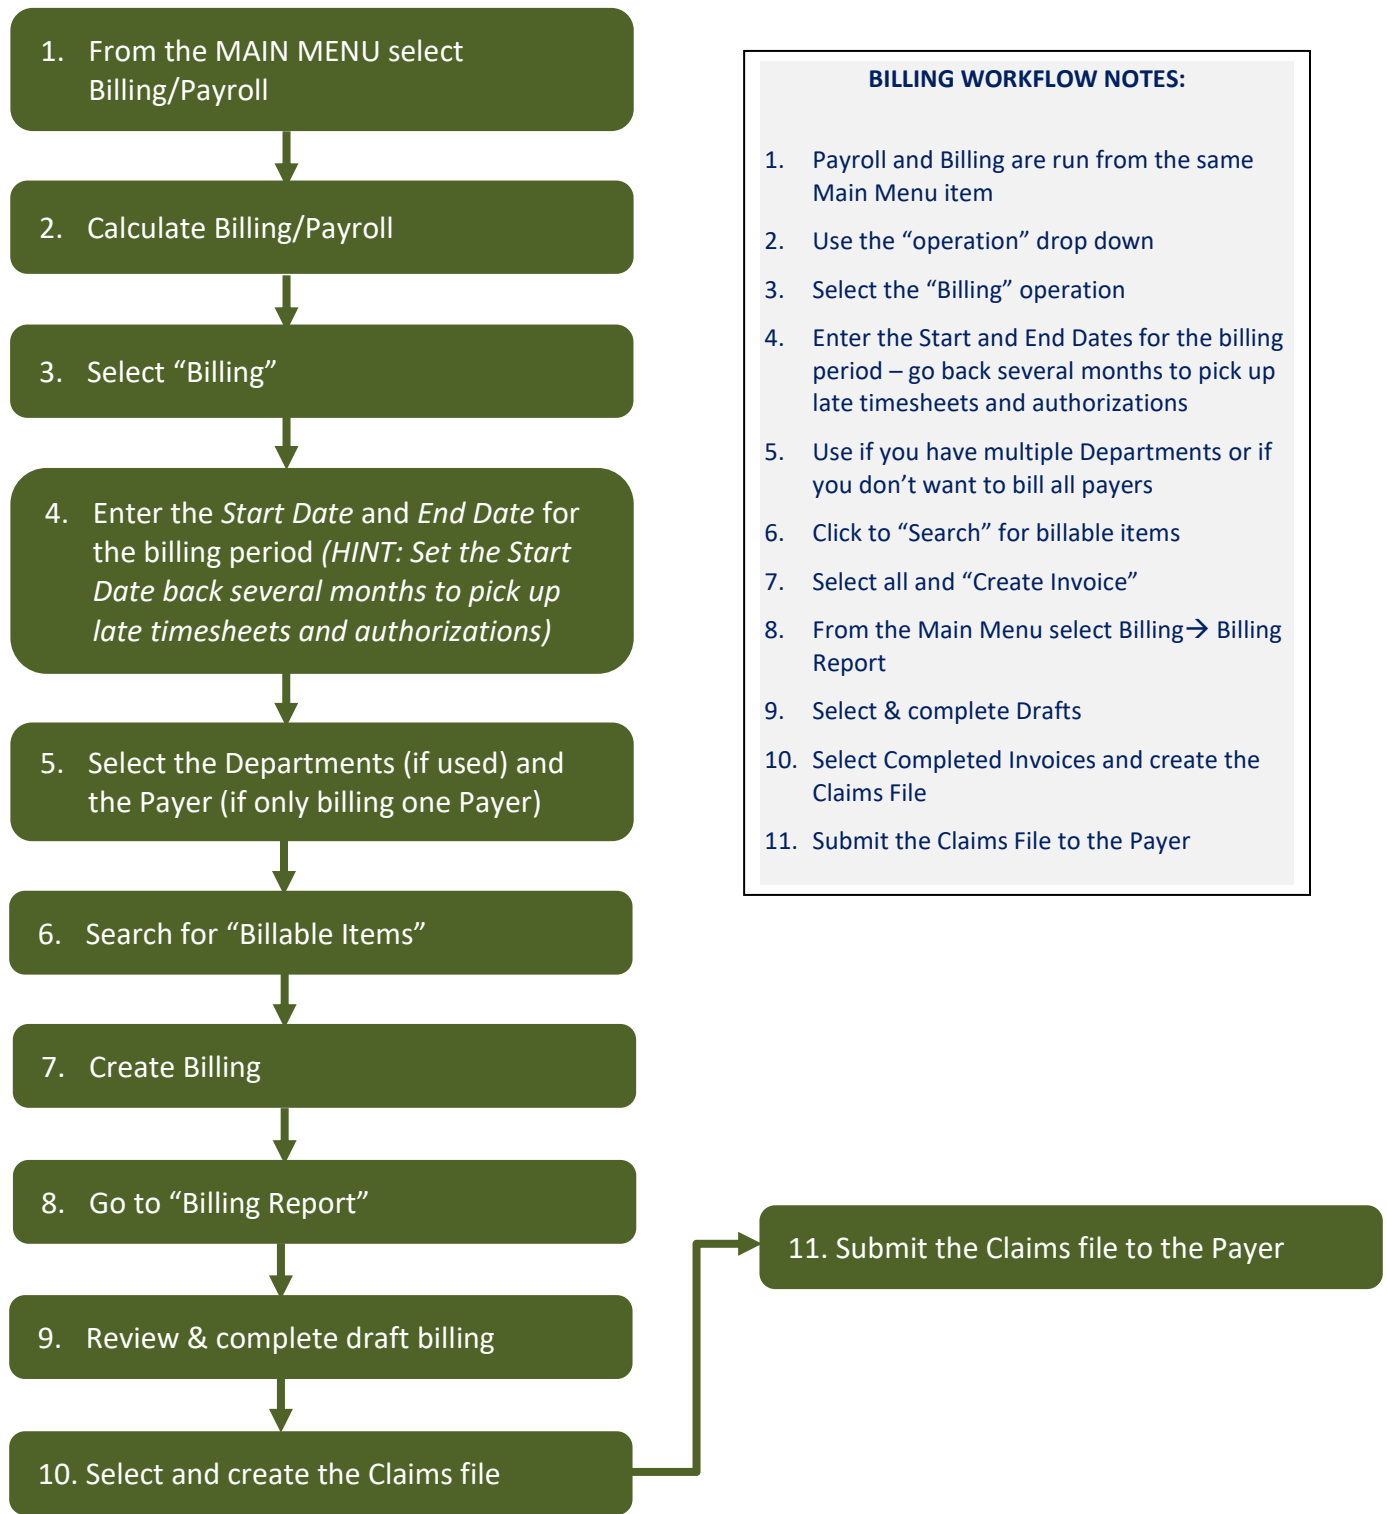 1. From the MAIN MENU select
Billing/Payroll
2. Calculate Billing/Payroll
3. Select “Billing”
4. Enter the Start Date and End Date for
the billing period (HINT: Set the Start
Date back several months to pick up
late timesheets and authorizations)
5. Select the Departments (if used) and
the Payer (if only billing one Payer)
6. Search for “Billable Items”
7. Create Billing
8. Go to “Billing Report”
9. Review & complete draft billing
10. Select and create the Claims file
11. Submit the Claims file to the Payer
BILLING WORKFLOW NOTES:
1. Payroll and Billing are run from the same
Main Menu item
2. Use the “operation” drop down
3. Select the “Billing” operation
4. Enter the Start and End Dates for the billing
period – go back several months to pick up
late timesheets and authorizations
5. Use if you have multiple Departments or if
you don’t want to bill all payers
6. Click to “Search” for billable items
7. Select all and “Create Invoice”
8. From the Main Menu select Billing→ Billing
Report
9. Select & complete Drafts
10. Select Completed Invoices and create the
Claims File
11. Submit the Claims File to the Payer